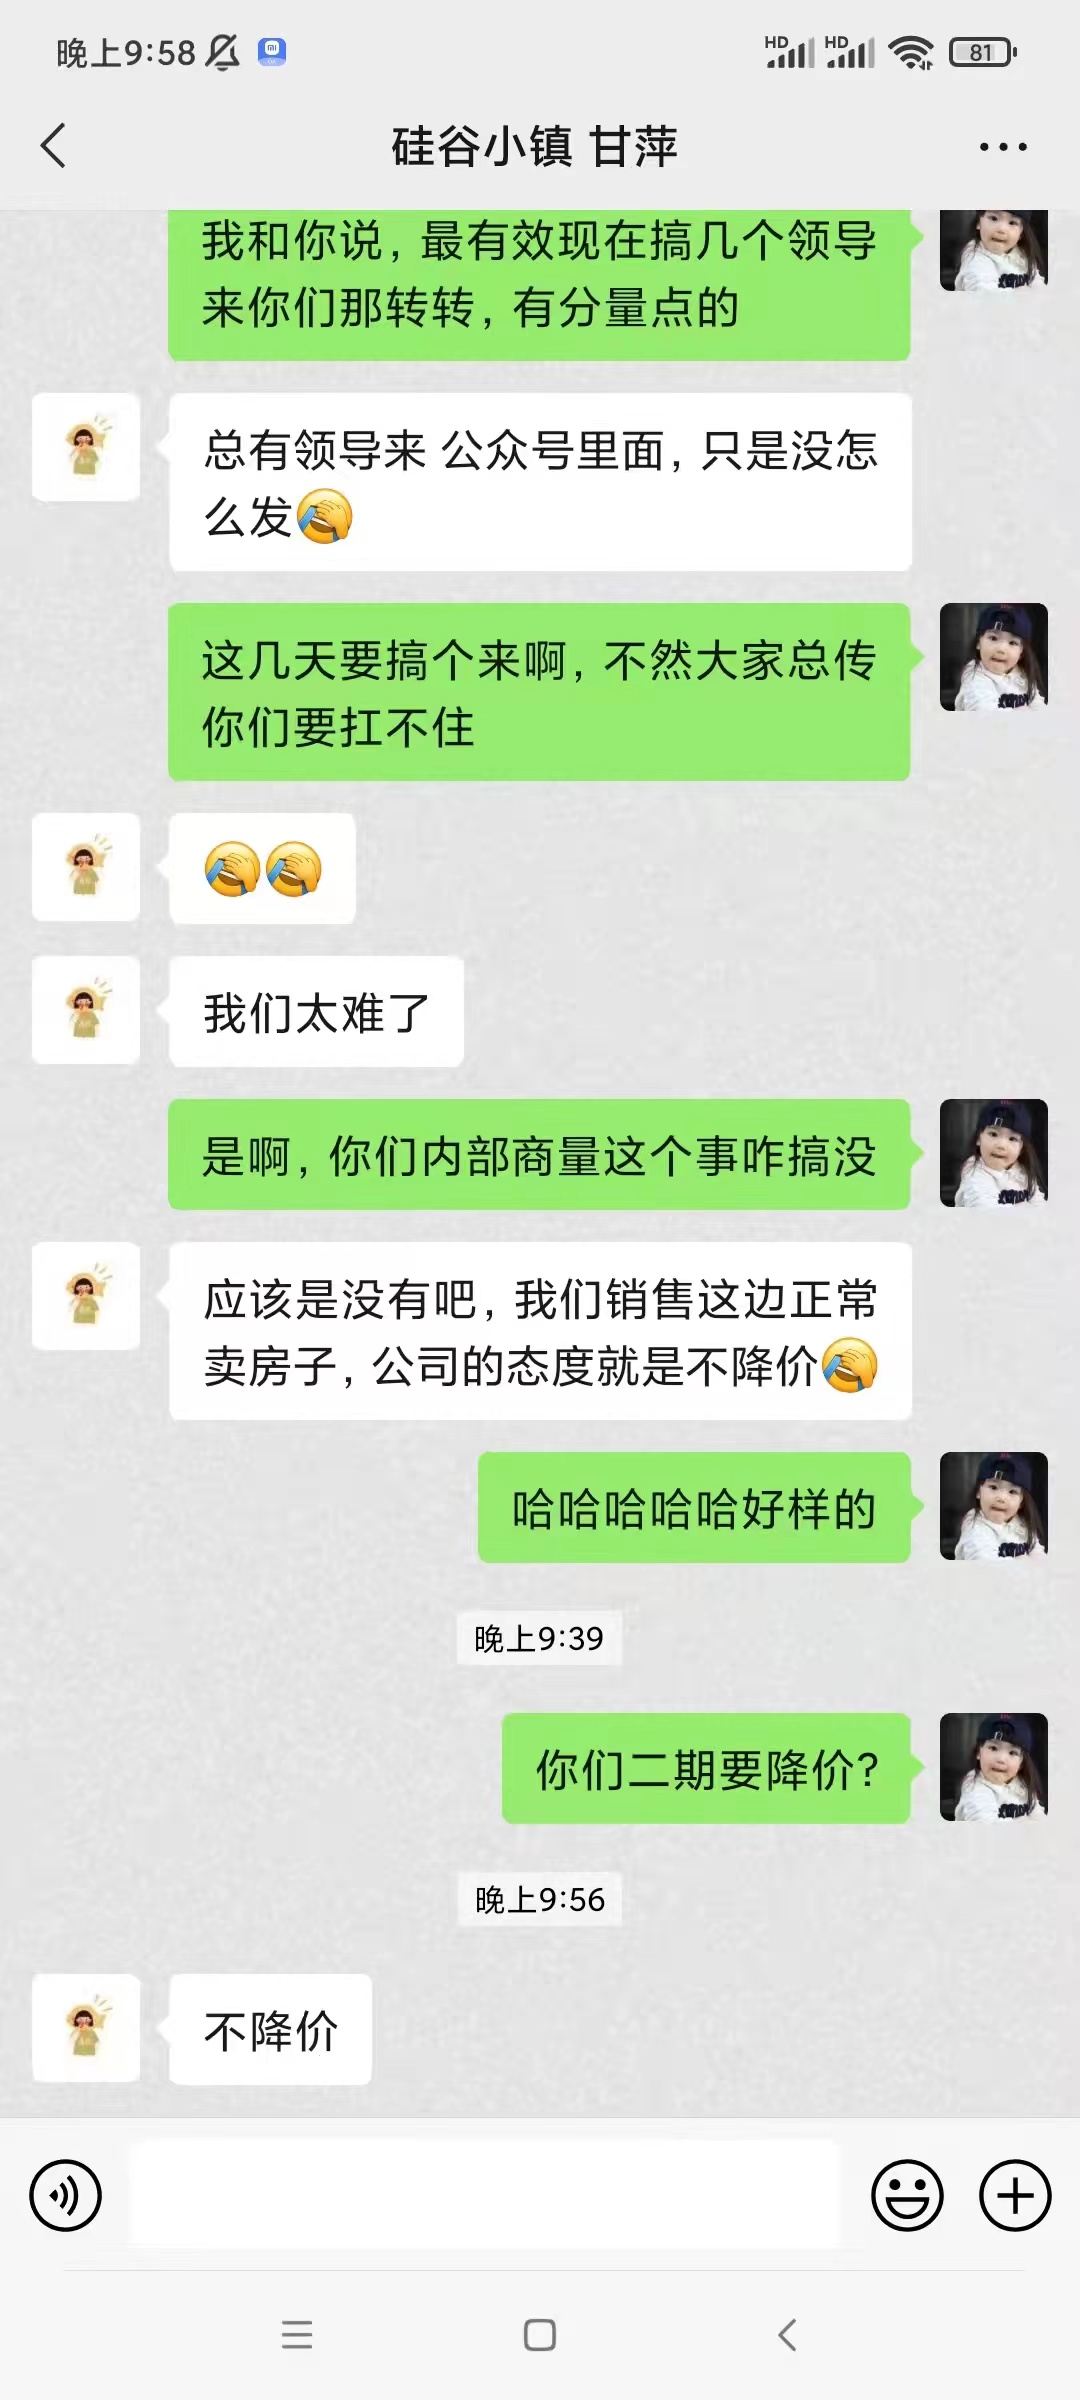 晚上9:58
HD HD 81
硅谷小镇 甘萍
我和你说，最有效现在搞几个领导
来你们那转转，有分量点的
总有领导来 公众号里面，只是没怎
么发🤦
这几天要搞个来啊，不然大家总传
你们要扛不住
🤦🤦
我们太难了
是啊，你们内部商量这个事咋搞没
应该是没有吧，我们销售这边正常
卖房子，公司的态度就是不降价🤦
哈哈哈哈哈好样的
晚上9:39
你们二期要降价?
晚上9:56
不降价